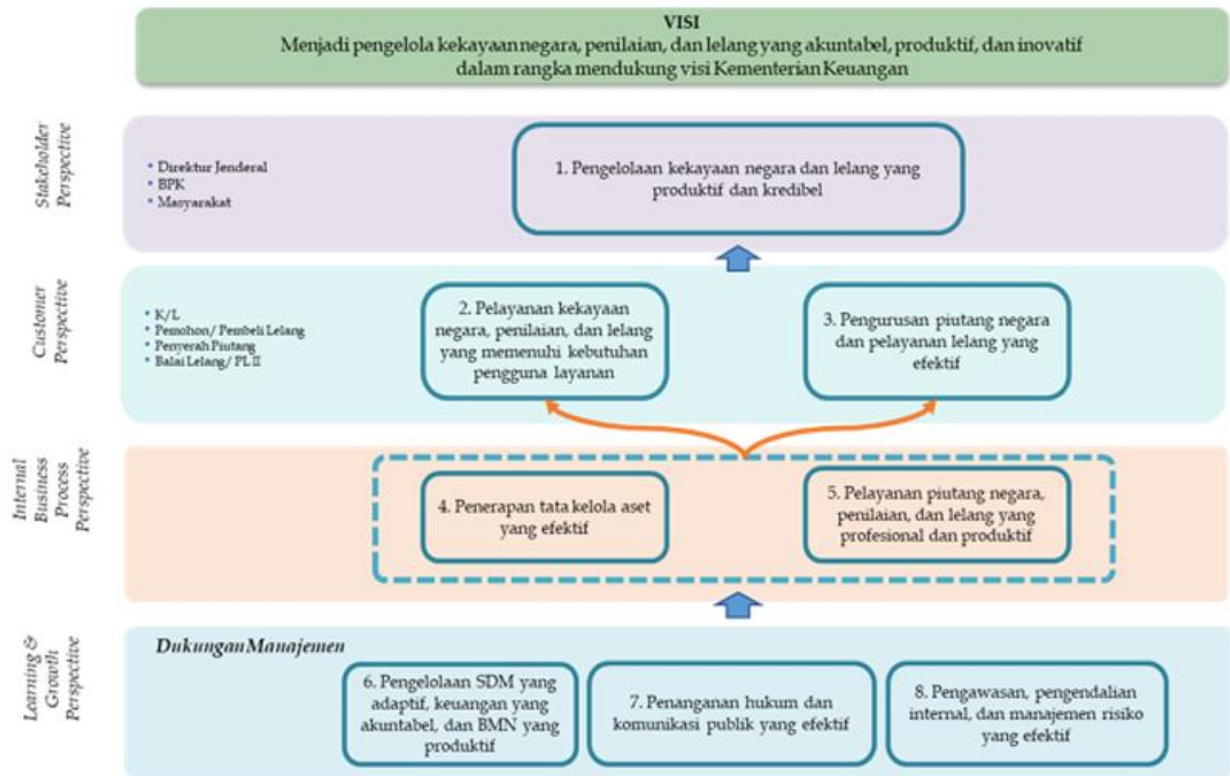 VISI
Menjadi pengelola kekayaan negara, penilaian, dan lelang yang akuntabel, produktif, dan inovatif
dalam rangka mendukung visi Kementerian Keuangan
Stakeholder
Perspective
• Direktur Jenderal
• BPK
• Masyarakat
1. Pengelolaan kekayaan negara dan lelang yang
produktif dan kredibel
Customer
Perspective
• K/L
• Pemohon/ Pembeli Lelang
• Penyerah Piutang
• Balai Lelang/ PL II
2. Pelayanan kekayaan
negara, penilaian, dan lelang
yang memenuhi kebutuhan
pengguna layanan
3. Pengurusan piutang negara
dan pelayanan lelang yang
efektif
Internal
Business
Process
Perspective
4. Penerapan tata kelola aset
yang efektif
5. Pelayanan piutang negara,
penilaian, dan lelang yang
profesional dan produktif
Learning &
Growth
Perspective
Dukungan Manajemen
6. Pengelolaan SDM yang
adaptif, keuangan yang
akuntabel, dan BMN yang
produktif
7. Penanganan hukum dan
komunikasi publik yang efektif
8. Pengawasan, pengendalian
internal, dan manajemen risiko
yang efektif